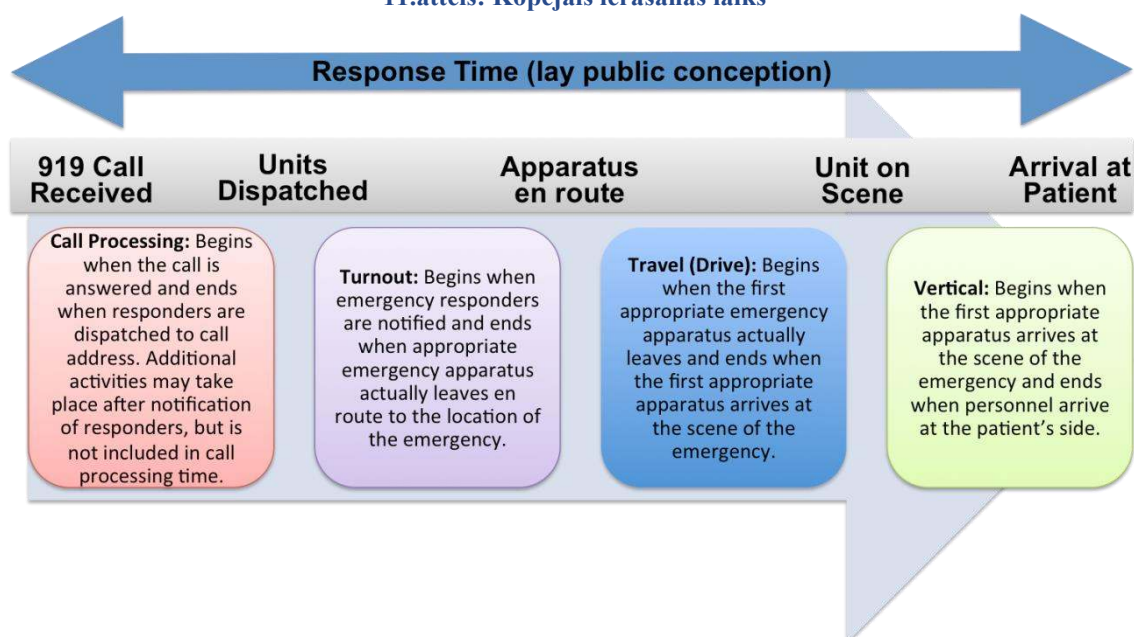 11.attēls: Kopējais ierašanās laiks
Response Time (lay public conception)
919 Call
Received
Units
Dispatched
Apparatus
en route
Unit on
Scene
Arrival at
Patient
Call Processing: Begins
when the call is
answered and ends
when responders are
dispatched to call
address. Additional
activities may take
place after notification
of responders, but is
not included in call
processing time.
Turnout: Begins when
emergency responders
are notified and ends
when appropriate
emergency apparatus
actually leaves en
route to the location of
the emergency.
Travel (Drive): Begins
when the first
appropriate emergency
apparatus actually
leaves and ends when
the first appropriate
apparatus arrives at
the scene of the
emergency.
Vertical: Begins when
the first appropriate
apparatus arrives at
the scene of the
emergency and ends
when personnel arrive
at the patient’s side.